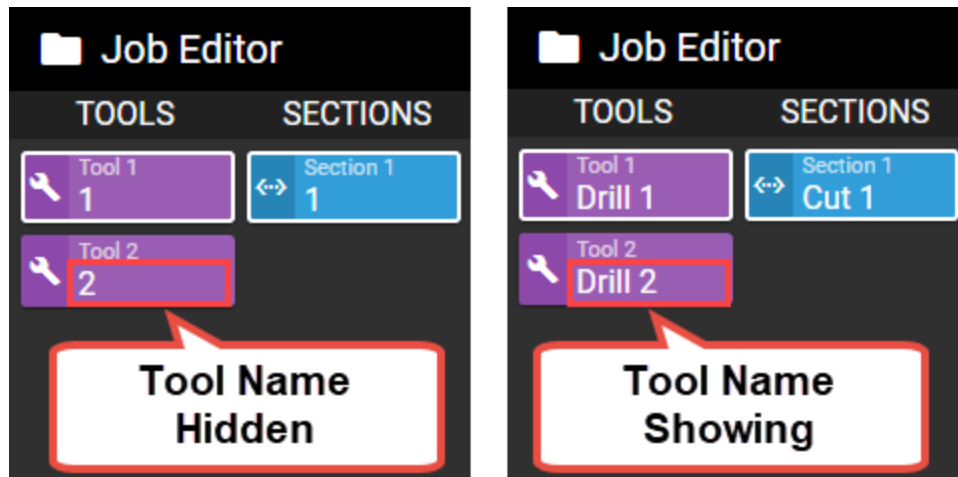 Job Editor
TOOLS SECTIONS
Tool 1
1
Section 1
1
Tool 2
2
Tool Name
Hidden
Job Editor
TOOLS SECTIONS
Tool 1
Drill 1
Section 1
Cut 1
Tool 2
Drill 2
Tool Name
Showing